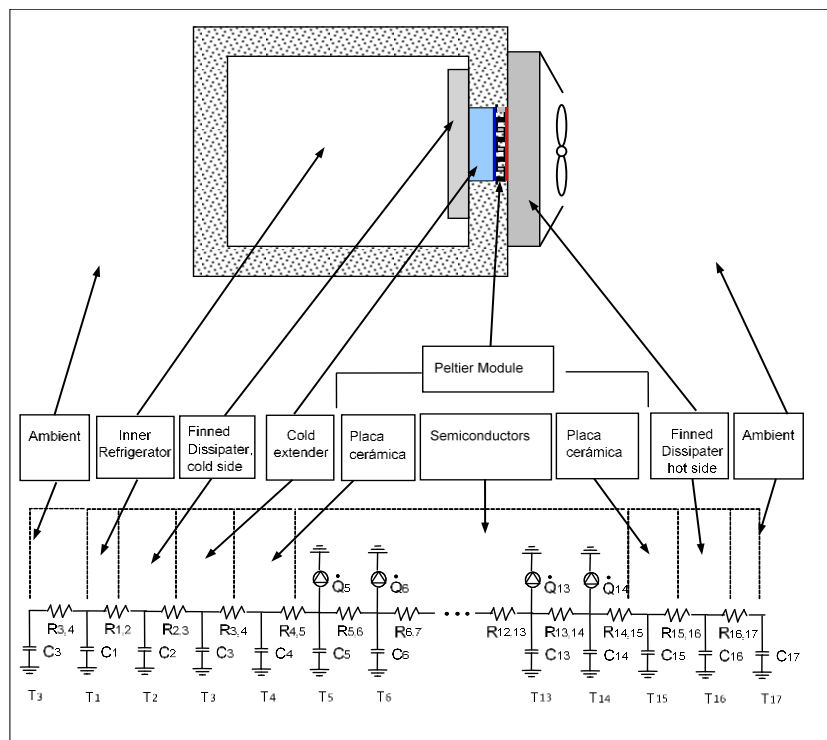 Peltier Module
Ambient
Inner
Refrigerator
Finned
Dissipater,
cold side
Cold
extender
Placa
cerámica
Semiconductors
Placa
cerámica
Finned
Dissipater
hot side
Ambient
Q̇5
Q̇6
Q̇13
Q̇14
R3,4
R1,2
R2,3
R3,4
R4,5
R5,6
R6,7
R12,13
R13,14
R14,15
R15,16
R16,17
C3
C1
C2
C3
C4
C5
C6
C13
C14
C15
C16
C17
T3
T1
T2
T3
T4
T5
T6
T13
T14
T15
T16
T17